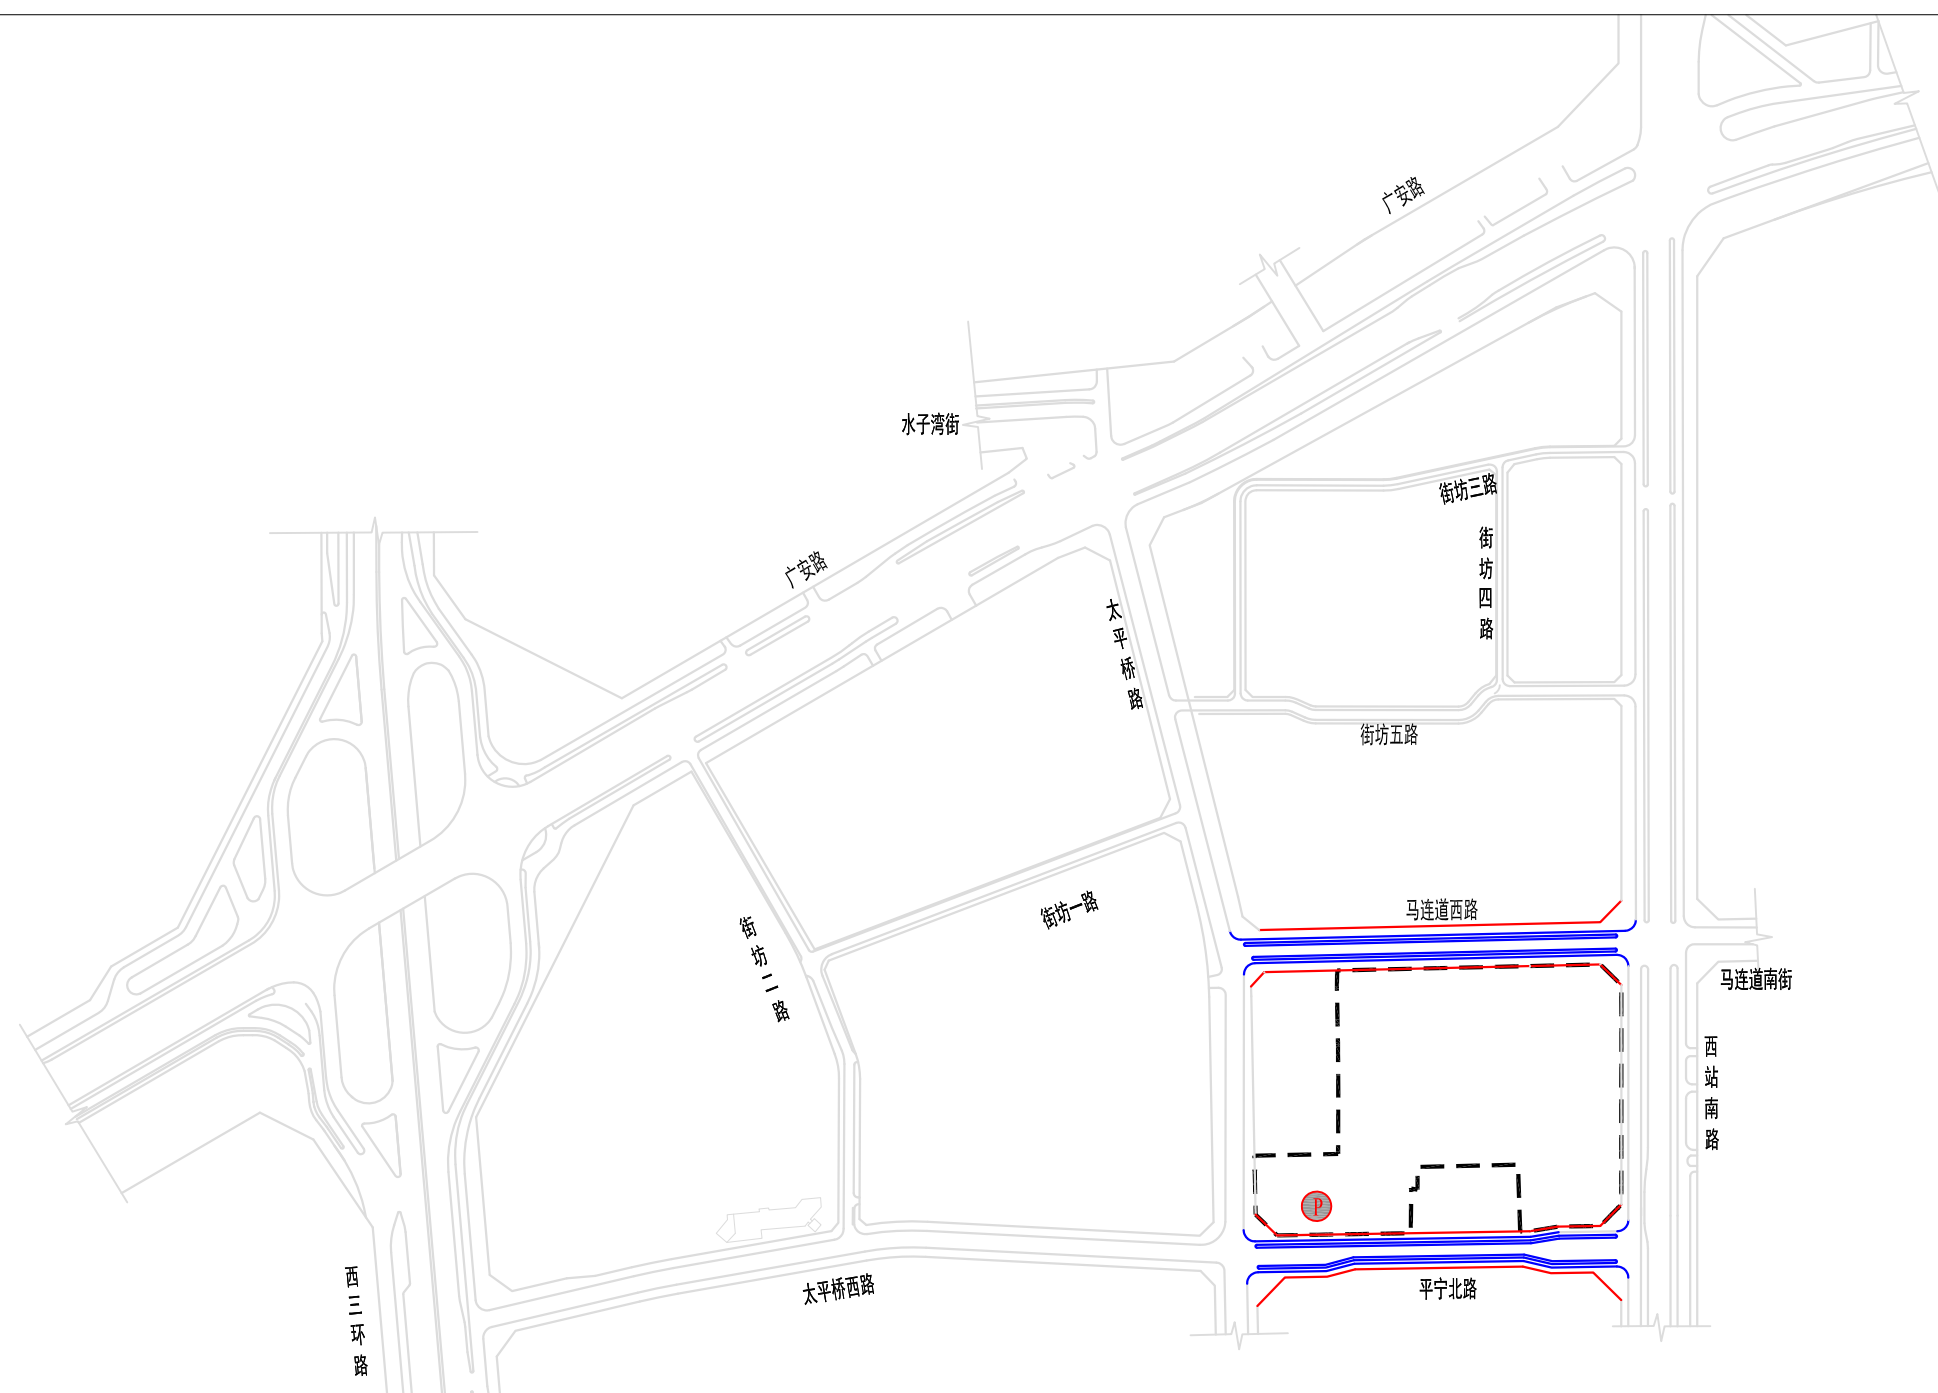 广安路
水子湾街
街坊三路
街坊四路
广安路
太平桥路
街坊五路
街坊一路
马连道西路
街坊二路
马连道南街
西站南路
P
西三环路
太平桥西路
平宁北路